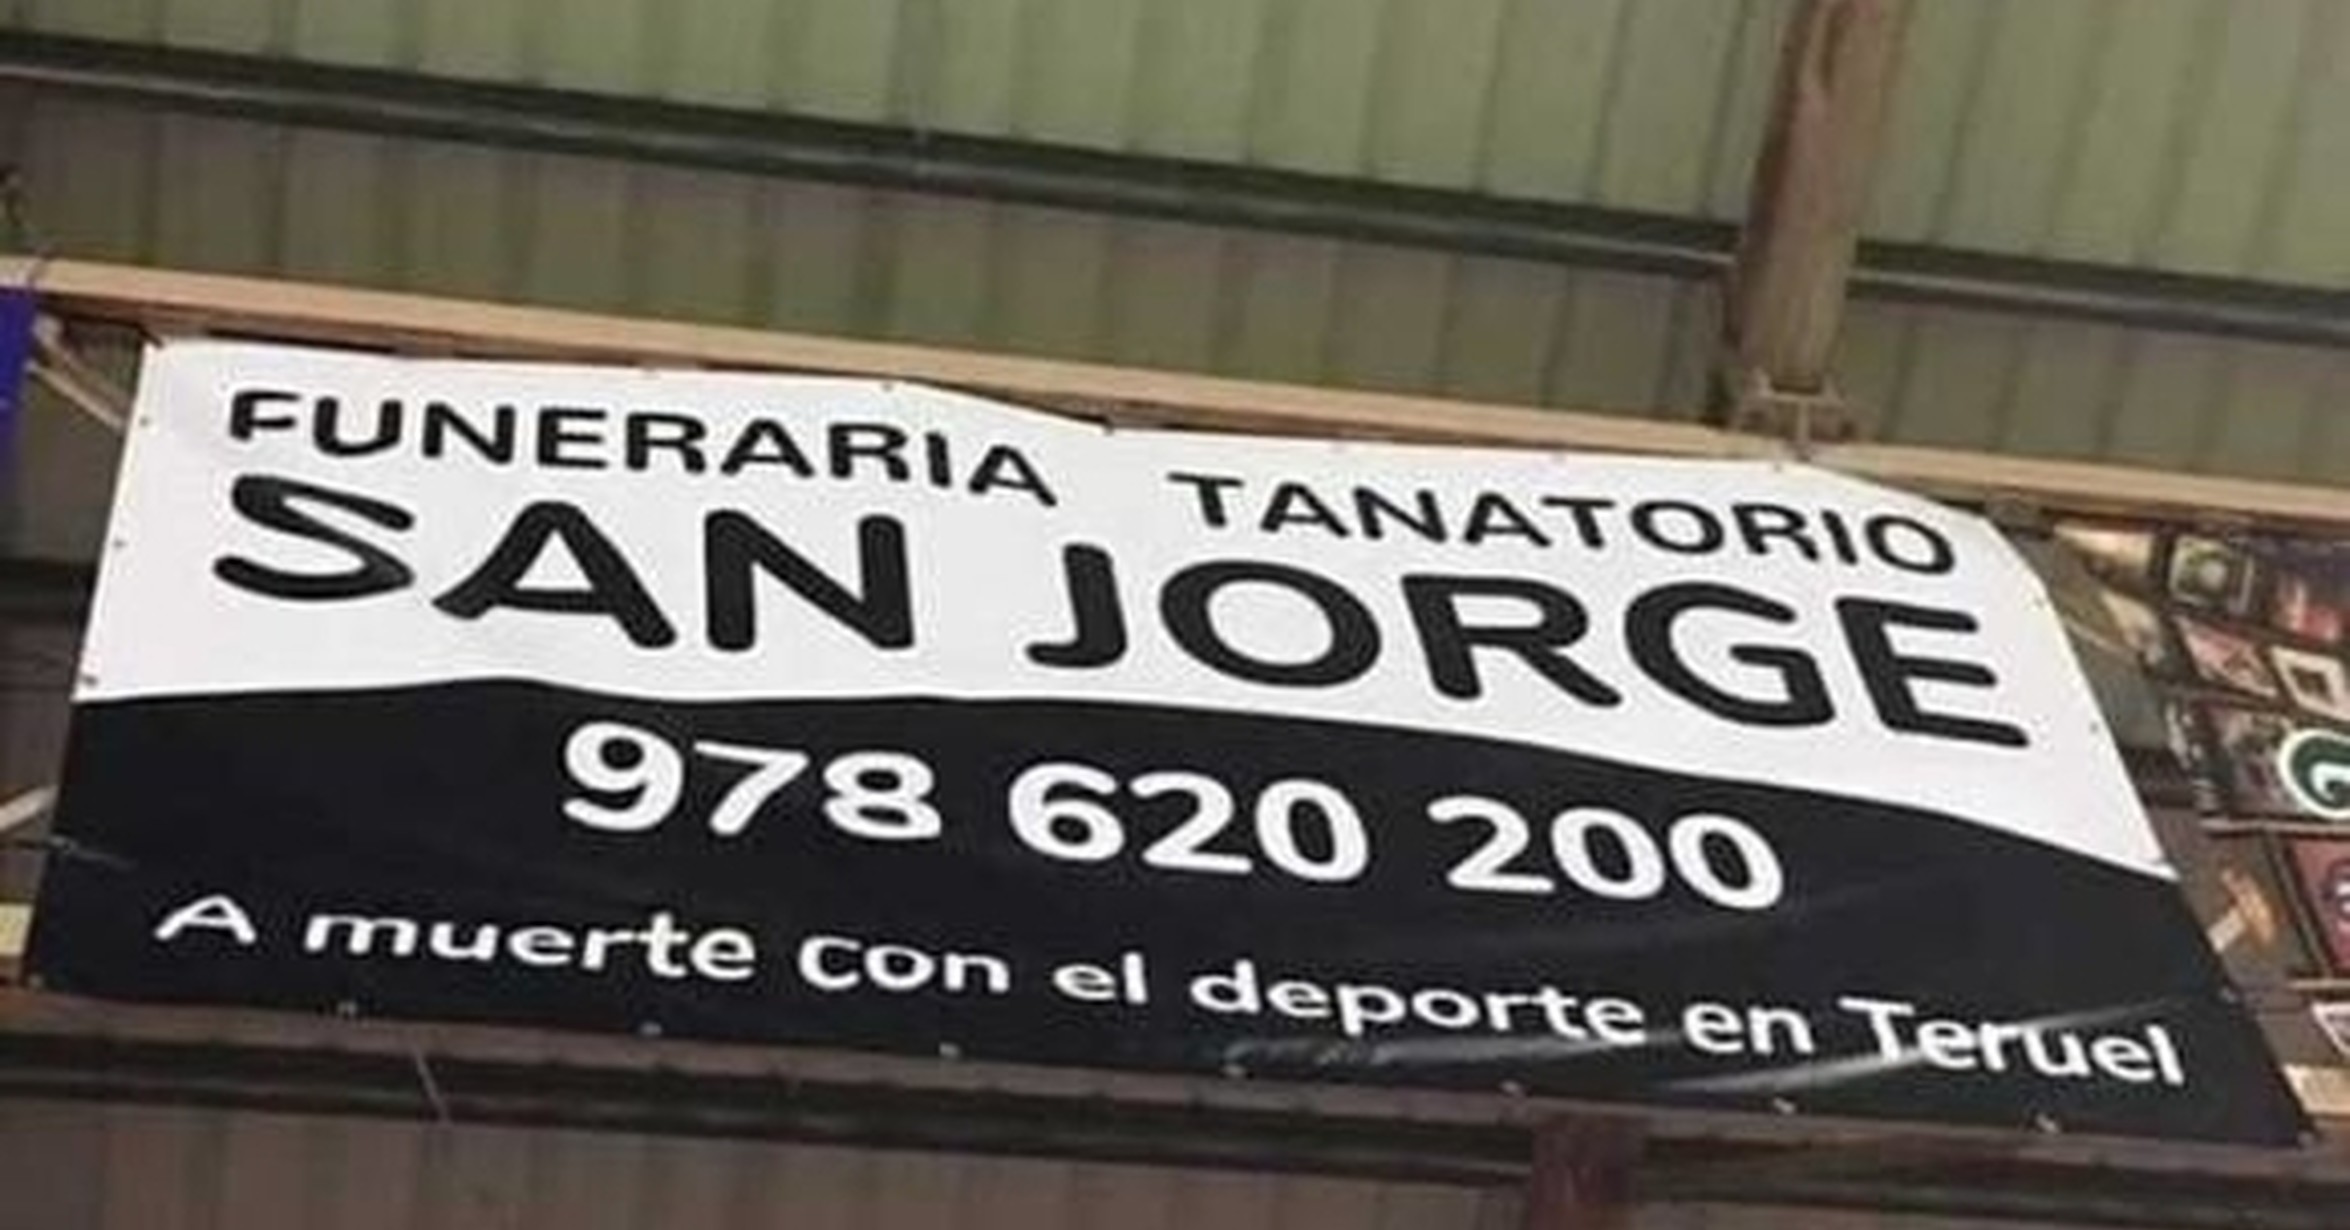 FUNERARIA TANATORIO
SAN JORGE
978 620 200
A muerte con el deporte en Teruel